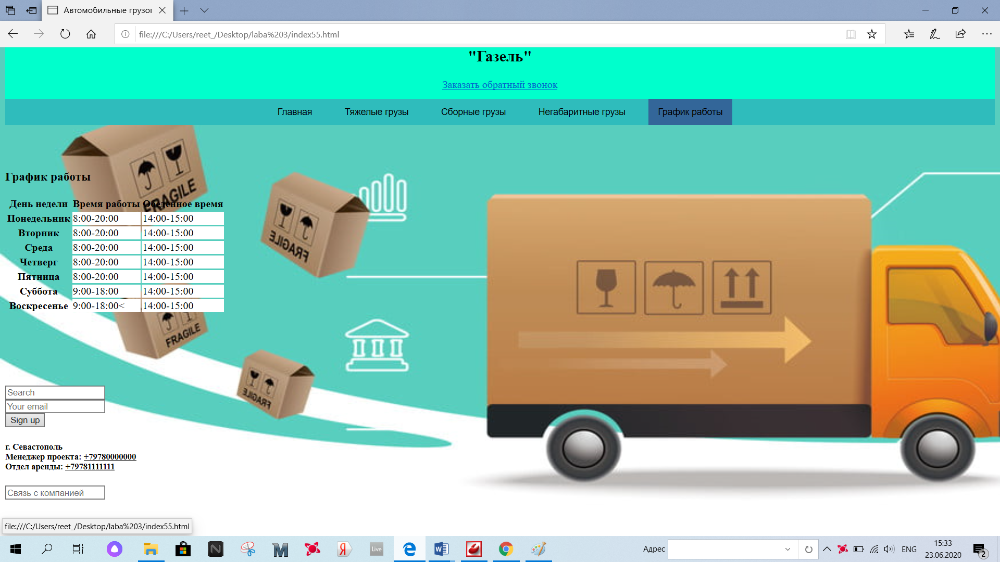 Автомобильные грузоп
file:///C:/Users/reet_/Desktop/laba%203/index55.html
"Газель"
Заказать обратный звонок
Главная Тяжелые грузы Сборные грузы Негабаритные грузы График работы
График работы
День недели Время работы Обеденное время
Понедельник 8:00-20:00 14:00-15:00
Вторник 8:00-20:00 14:00-15:00
Среда 8:00-20:00 14:00-15:00
Четверг 8:00-20:00 14:00-15:00
Пятница 8:00-20:00 14:00-15:00
Суббота 9:00-18:00 14:00-15:00
Воскресенье 9:00-18:00< 14:00-15:00
FRAGILE
FRAGILE
FRAGILE
FRAGILE
Search
Your email
Sign up
г. Севастополь
Менеджер проекта: +79780000000
Отдел аренды: +79781111111
Связь с компанией
file:///C:/Users/reet_/Desktop/laba%203/index55.html
Live
Адрес
ENG
15:33
23.06.2020
2